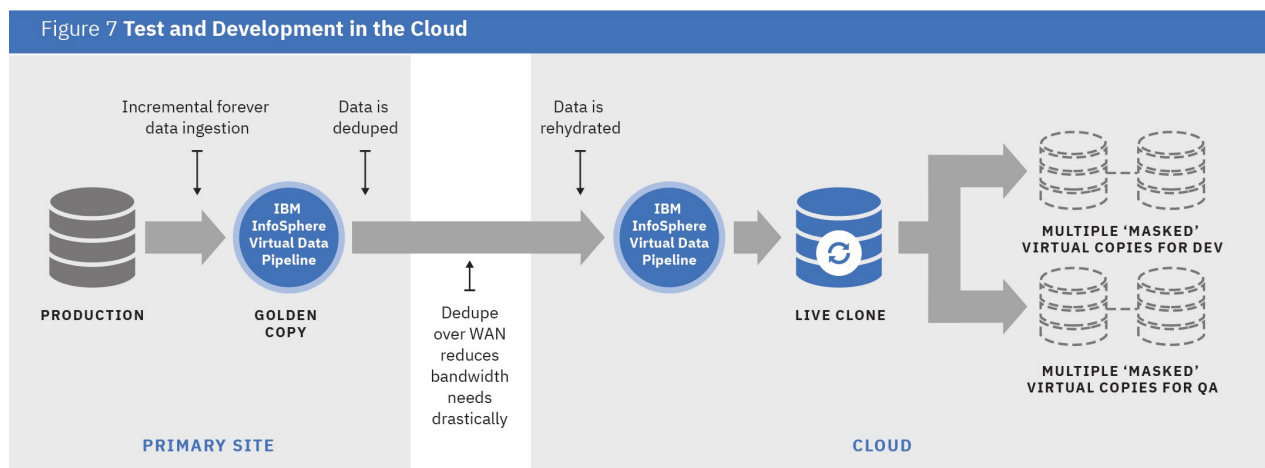 Figure 7 Test and Development in the Cloud
Incremental forever
data ingestion
Data is
deduped
Data is
rehydrated
IBM
InfoSphere
Virtual Data
Pipeline
IBM
InfoSphere
Virtual Data
Pipeline
PRODUCTION
GOLDEN
COPY
Dedupe
over WAN
reduces
bandwidth
needs
drastically
LIVE CLONE
MULTIPLE ‘MASKED’
VIRTUAL COPIES FOR DEV
MULTIPLE ‘MASKED’
VIRTUAL COPIES FOR QA
PRIMARY SITE
CLOUD